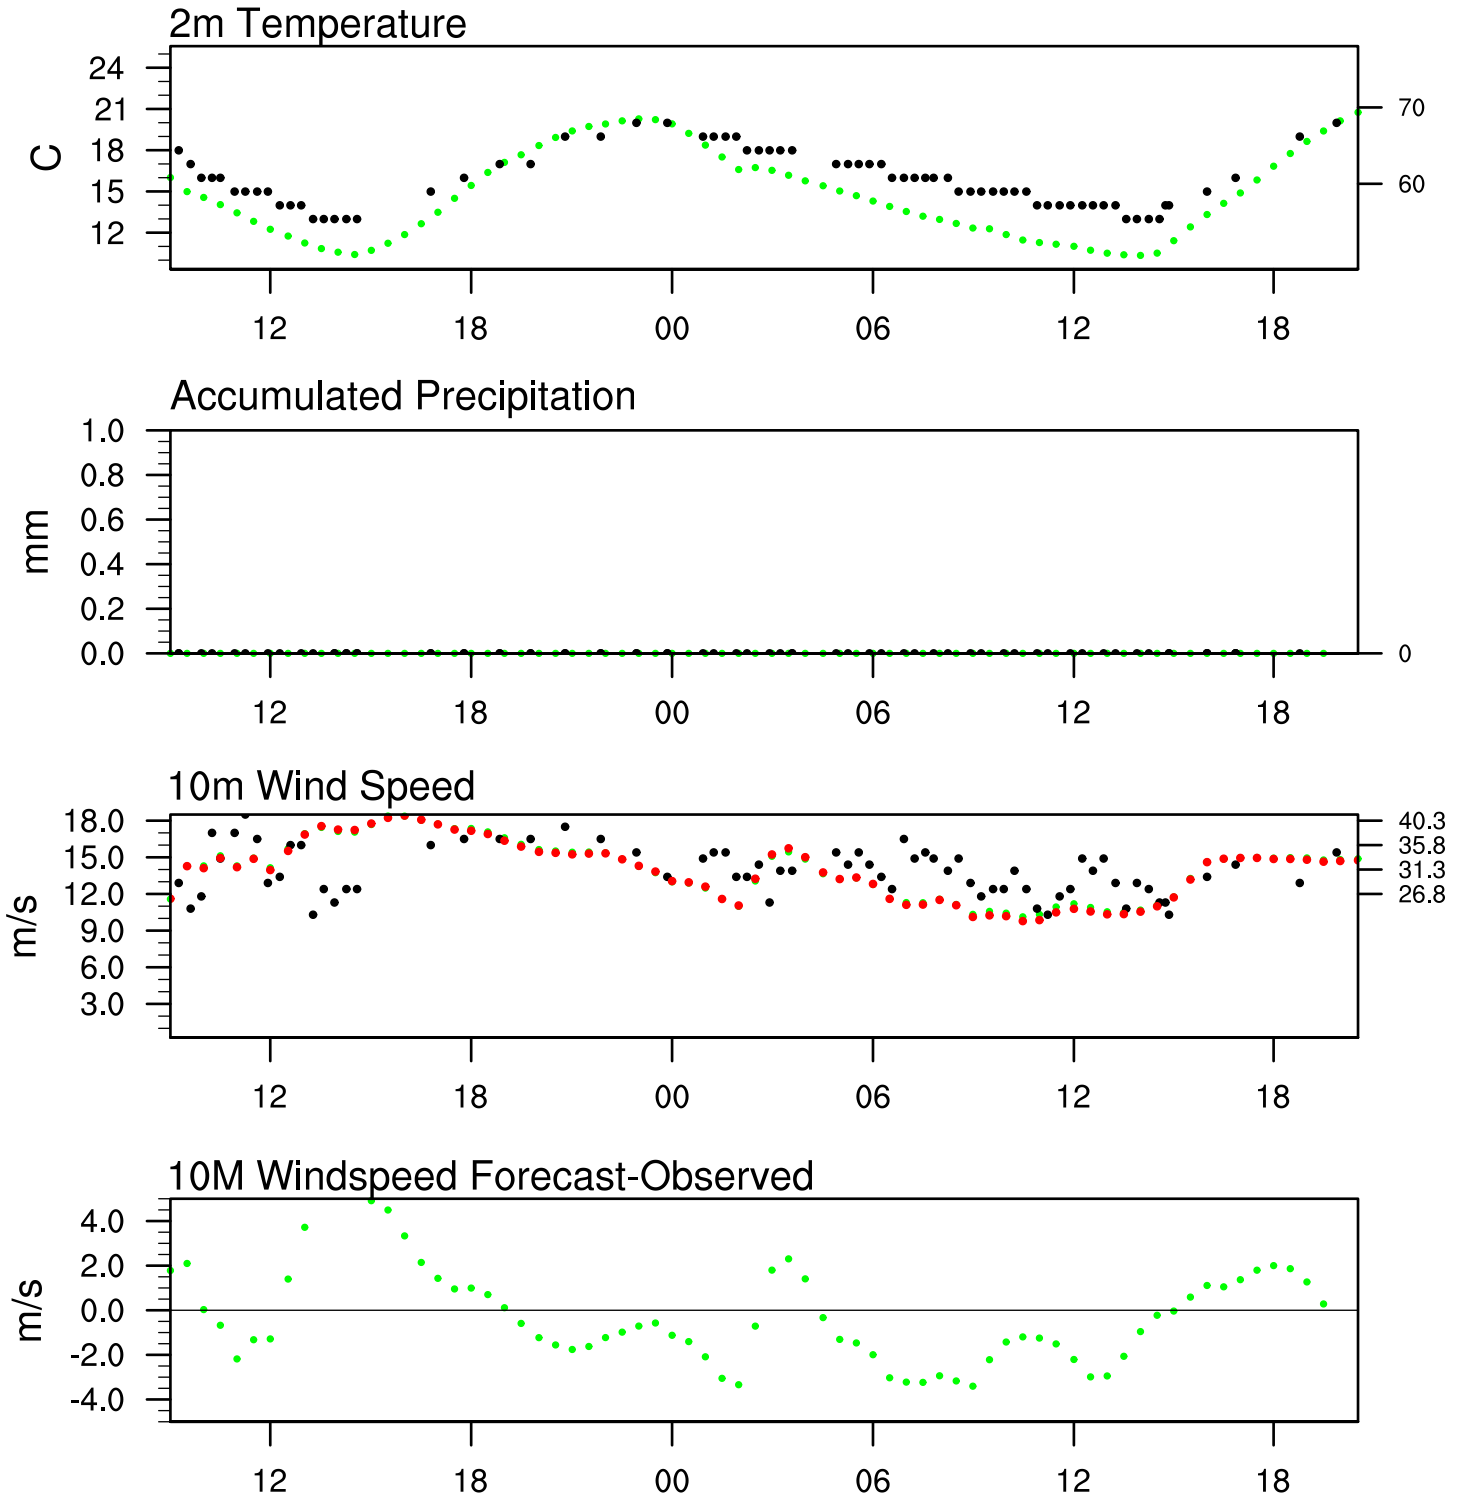 2m Temperature
24
21
18
15
12
C
70
60
12 18 00 06 12 18
Accumulated Precipitation
1.0
0.8
0.6
0.4
0.2
0.0
mm
0
12 18 00 06 12 18
10m Wind Speed
18.0
15.0
12.0
9.0
6.0
3.0
m/s
40.3
35.8
31.3
26.8
12 18 00 06 12 18
10M Windspeed Forecast-Observed
4.0
2.0
0.0
-2.0
-4.0
m/s
12 18 00 06 12 18